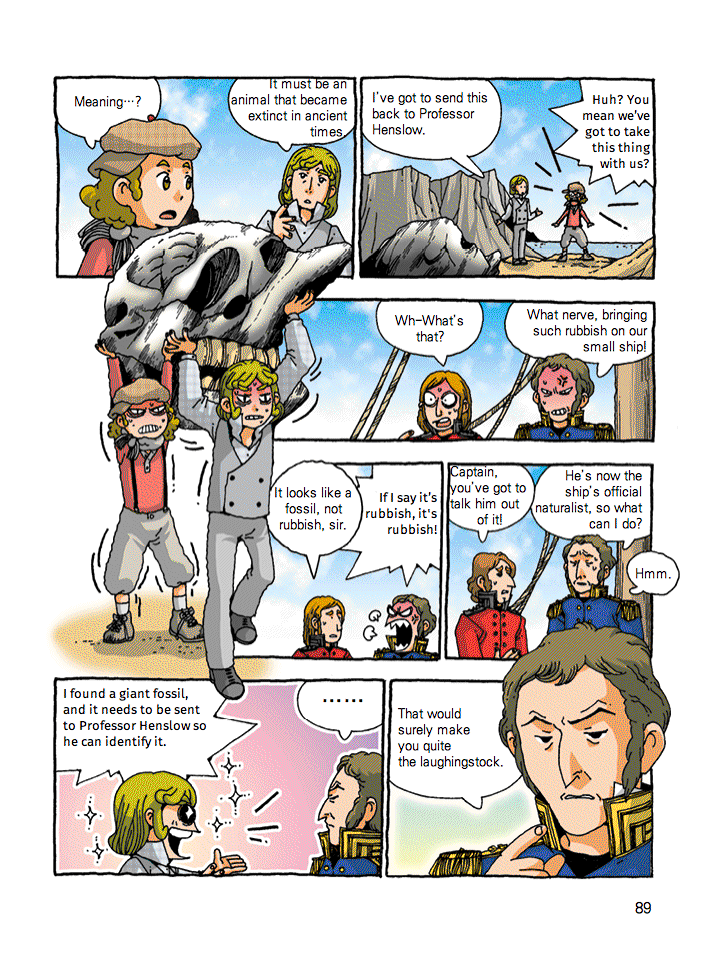 Meaning…?
It must be an
animal that became
extinct in ancient
times.
I've got to send this
back to Professor
Henslow.
Huh? You
mean we've
got to take
this thing
with us?
Wh-What's
that?
What nerve, bringing
such rubbish on our
small ship!
It looks like a
fossil, not
rubbish, sir.
If I say it's
rubbish, it's
rubbish!
Captain,
you've got to
talk him out
of it!
He's now the
ship's official
naturalist, so what
can I do?
Hmm.
I found a giant fossil,
and it needs to be sent
to Professor Henslow so
he can identify it.
……
That would
surely make
you quite
the laughingstock.
89